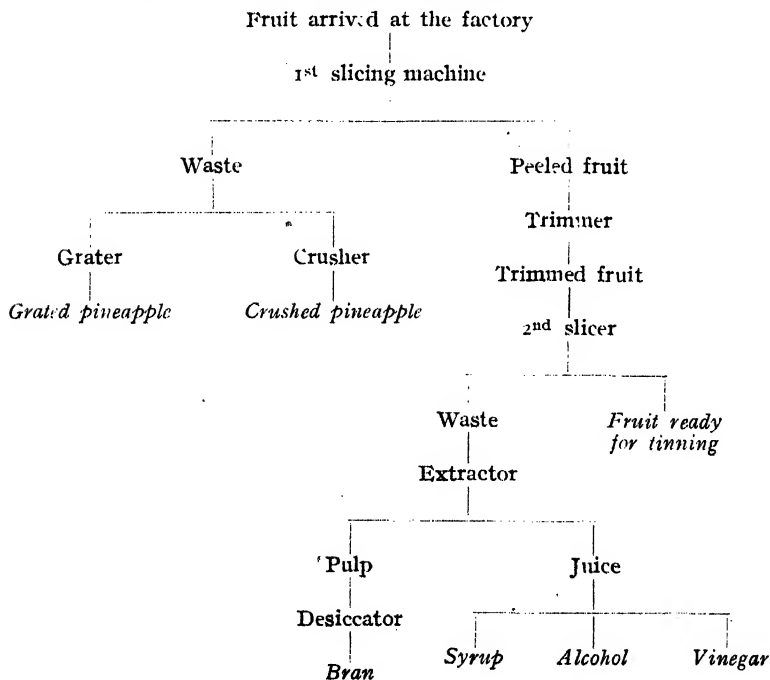 Fruit arrived at the factory
1st slicing machine
Waste
Peeled fruit
Trimmer
Grater
Crusher
Trimmed fruit
Grated pineapple
Crushed pineapple
2nd slicer
Waste
Fruit ready
for tinning
Extractor
Pulp
Juice
Desiccator
Bran
Syrup
Alcohol
Vinegar